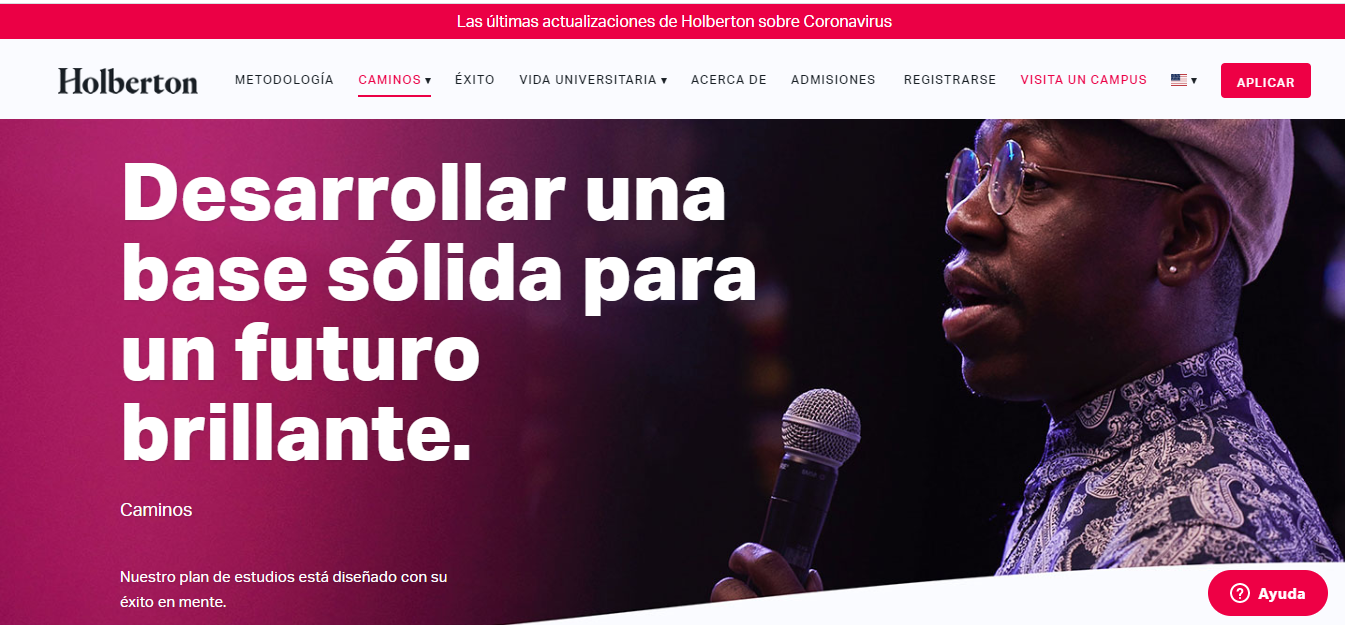 Las últimas actualizaciones de Holberton sobre Coronavirus
Holberton METODOLOGÍA CAMINOS ▾ ÉXITO VIDA UNIVERSITARIA ▾ ACERCA DE ADMISIONES REGISTRARSE VISITA UN CAMPUS ▾ APLICAR
Desarrollar una
base sólida para
un futuro
brillante.
Caminos
Nuestro plan de estudios está diseñado con su
éxito en mente.
? Ayuda